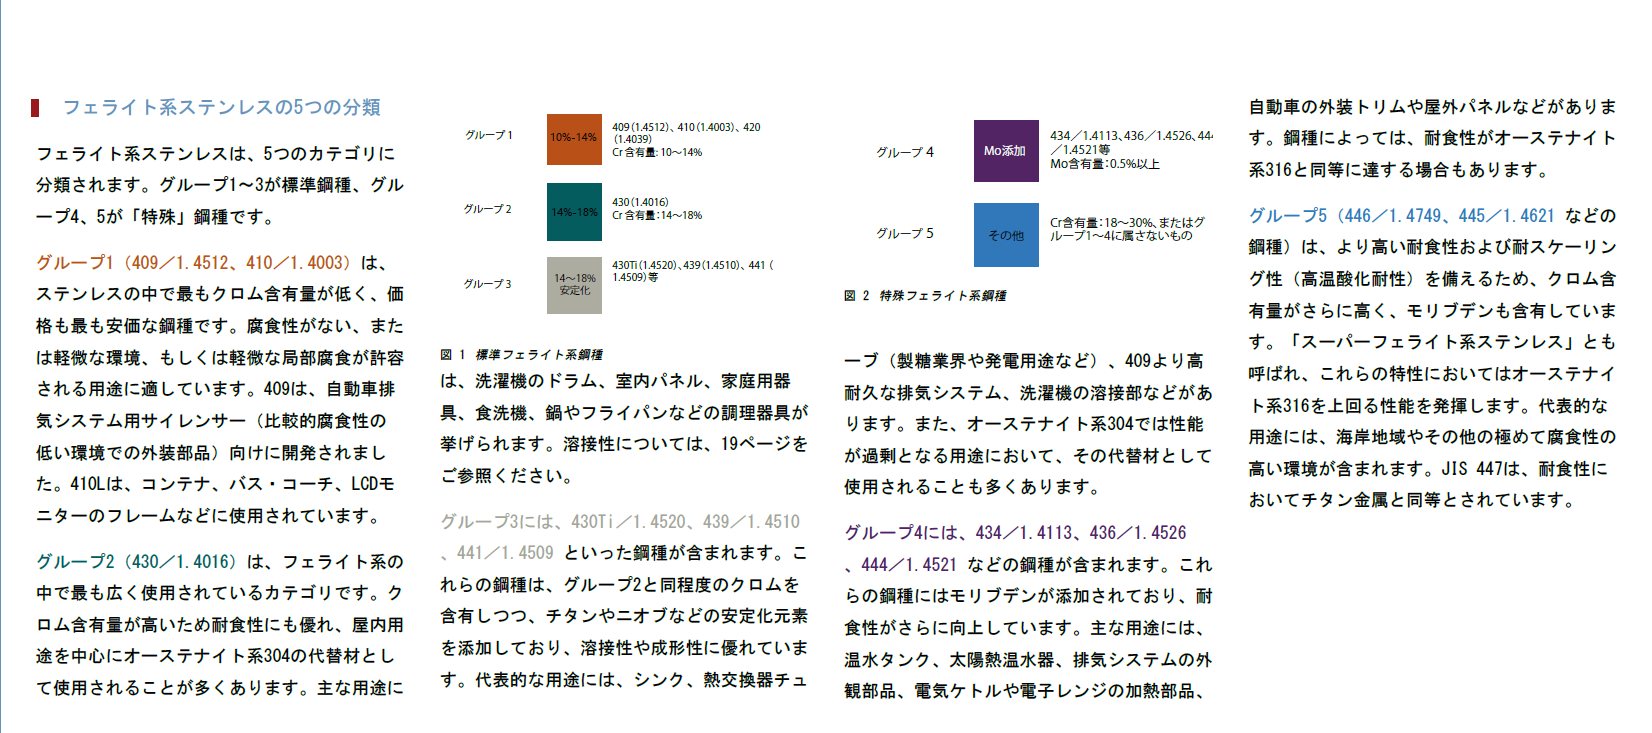 フェライト系ステンレスの5つの分類
フェライト系ステンレスは、5つのカテゴリに
分類されます。グループ1～3が標準鋼種、グル
ープ4、5が「特殊」鋼種です。
グループ1（409／1.4512、410／1.4003）は、
ステンレスの中で最もクロム含有量が低く、価
格も最も安価な鋼種です。腐食性がない、また
は軽微な環境、もしくは軽微な局部腐食が許容
される用途に適しています。409は、自動車排
気システム用サイレンサー（比較的腐食性の
低い環境での外装部品）向けに開発されまし
た。410Lは、コンテナ、バス・コーチ、LCDモ
ニターのフレームなどに使用されています。
グループ2（430／1.4016）は、フェライト系の
中で最も広く使用されているカテゴリです。ク
ロム含有量が高いため耐食性にも優れ、屋内用
途を中心にオーステナイト系304の代替材とし
て使用されることが多くあります。主な用途に
グループ 1
10%-14%
409（1.4512）、410（1.4003）、420
（1.4039）
Cr 含有量: 10～14%
グループ 2
14%-18%
430（1.4016）
Cr 含有量：14～18%
グループ 3
14～18%
安定化
430Ti（1.4520）、439（1.4510）、441（
1.4509）等
図 1 標準フェライト系鋼種
は、洗濯機のドラム、室内パネル、家庭用器
具、食洗機、鍋やフライパンなどの調理器具が
挙げられます。溶接性については、19ページを
ご参照ください。
グループ3には、430Ti／1.4520、439／1.4510
、441／1.4509 といった鋼種が含まれます。こ
れらの鋼種は、グループ2と同程度のクロムを
含有しつつ、チタンやニオブなどの安定化元素
を添加しており、溶接性や成形性に優れていま
す。代表的な用途には、シンク、熱交換器チュ
グループ 4
Mo添加
434／1.4113、436／1.4526、444
／1.4521等
Mo含有量：0.5%以上
グループ 5
その他
Cr含有量：18～30%、またはグ
ループ1～4に属さないもの
図 2 特殊フェライト系鋼種
ーブ（製糖業界や発電用途など）、409より高
耐久な排気システム、洗濯機の溶接部などがあ
ります。また、オーステナイト系304では性能
が過剰となる用途において、その代替材として
使用されることも多くあります。
グループ4には、434／1.4113、436／1.4526
、444／1.4521 などの鋼種が含まれます。これ
らの鋼種にはモリブデンが添加されており、耐
食性がさらに向上しています。主な用途には、
温水タンク、太陽熱温水器、排気システムの外
観部品、電気ケトルや電子レンジの加熱部品、
自動車の外装トリムや屋外パネルなどがありま
す。鋼種によっては、耐食性がオーステナイト
系316と同等に達する場合もあります。
グループ5（446／1.4749、445／1.4621 などの
鋼種）は、より高い耐食性および耐スケーリン
グ性（高温酸化耐性）を備えるため、クロム含
有量がさらに高く、モリブデンも含有していま
す。「スーパーフェライト系ステンレス」とも
呼ばれ、これらの特性においてはオーステナイ
ト系316を上回る性能を発揮します。代表的な
用途には、海岸地域やその他の極めて腐食性の
高い環境が含まれます。JIS 447は、耐食性に
おいてチタン金属と同等とされています。